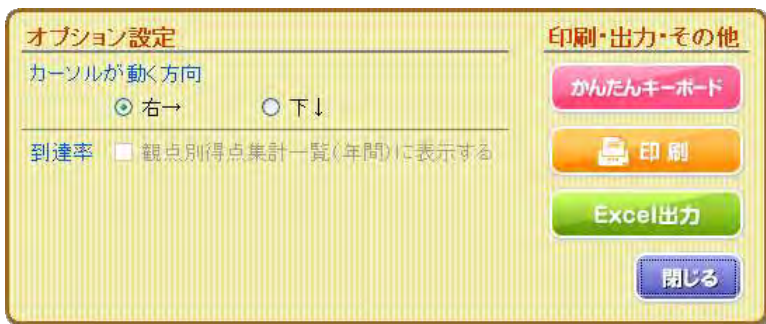 オプション設定
カーソルが動く方向
右→ 下↓
到達率 観点別得点集計一覧(年間)に表示する
印刷・出力・その他
かんたんキーボード
印刷
Excel出力
閉じる